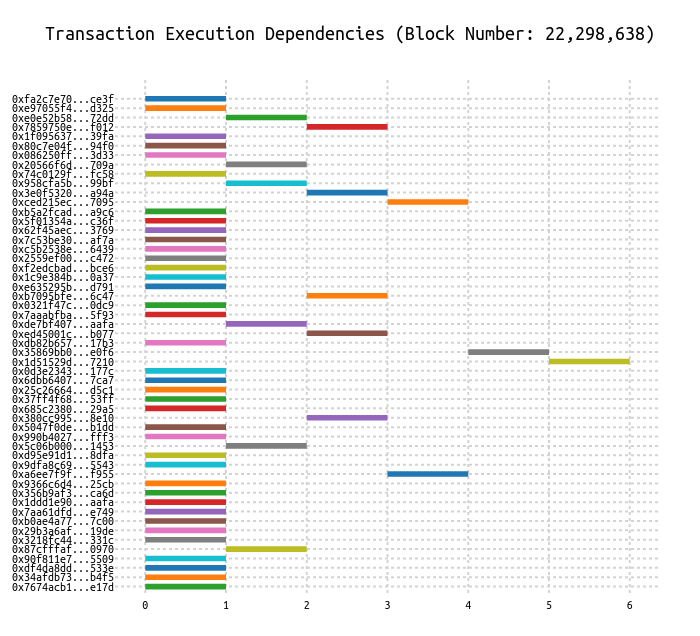 Transaction Execution Dependencies (Block Number: 22,298,638)
0xfa2c7e70...ce3f
0xe97055f4...d325
0xe0e52b58...72dd
0x7859750e...f012
0x1f095637...39fa
0x80c7e04f...94f0
0x086250ff...3d33
0x20566f6d...709a
0x74c0129f...fc58
0x958cfa5b...99bf
0x3e0f5320...a94a
0xced215ec...7095
0xb5a2fcad...a9c6
0x5f01354a...c36f
0x62f45aec...3769
0x7c53be30...af7a
0xc5b2538e...6439
0x2559ef00...c472
0xf2edcbad...bce6
0x1c9e384b...0a37
0xe635295b...d791
0xb7095bfe...6c47
0x0321f47c...0dc9
0x7aaabfba...5f93
0xde7bf407...aafa
0xed45001c...b077
0xdb82b657...17b3
0x35869bb0...e0f6
0x1d51529d...7210
0x0d3e2343...177c
0x6dbb6407...7ca7
0x25c26664...d5c1
0x37ff4f68...53ff
0x685c2380...29a5
0x380cc995...8e10
0x5047f0de...b1dd
0x990b4027...fff3
0x5c06b000...1453
0xd95e91d1...8dfa
0x9dfa8c69...5543
0xa6ee7f9f...f955
0x9366c6d4...25cb
0x356b9af3...ca6d
0x1ddd1e90...aafa
0x7aa61dfd...e749
0xb0ae4a77...7c00
0x29b3a6af...19de
0x3218fc44...331c
0x87cfffaf...0970
0x90f811e7...5509
0xdf4da8dd...533e
0x34afdb73...b4f5
0x7674acb1...e17d
0 1 2 3 4 5 6